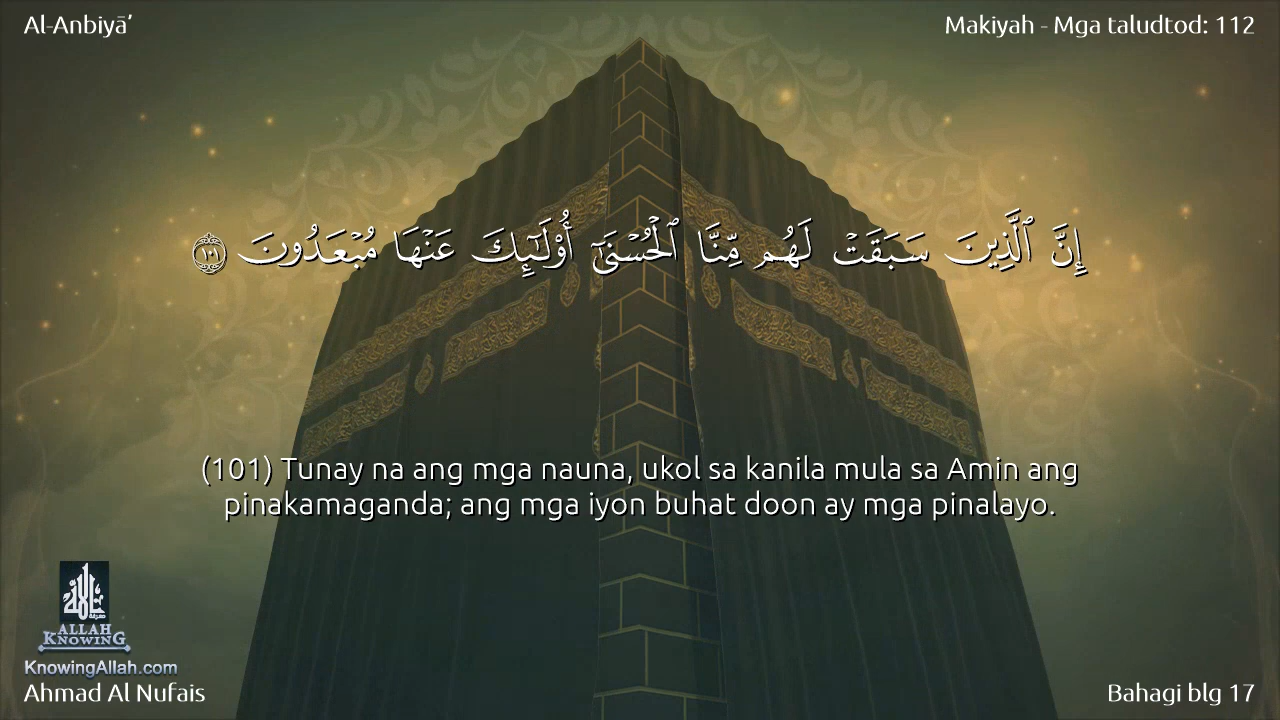 Al-Anbiyā’
Makiyah - Mga taludtod: 112
إِنَّ ٱلَّذِينَ سَبَقَتْ لَهُم مِّنَّا ٱلْحُسْنَىٰٓ أُو۟لَٰٓئِكَ عَنْهَا مُبْعَدُونَ ١٠١
(101) Tunay na ang mga nauna, ukol sa kanila mula sa Amin ang
pinakamaganda; ang mga iyon buhat doon ay mga pinalayo.
ALLAH
KNOWING
KnowingAllah.com
Ahmad Al Nufais
Bahagi blg 17